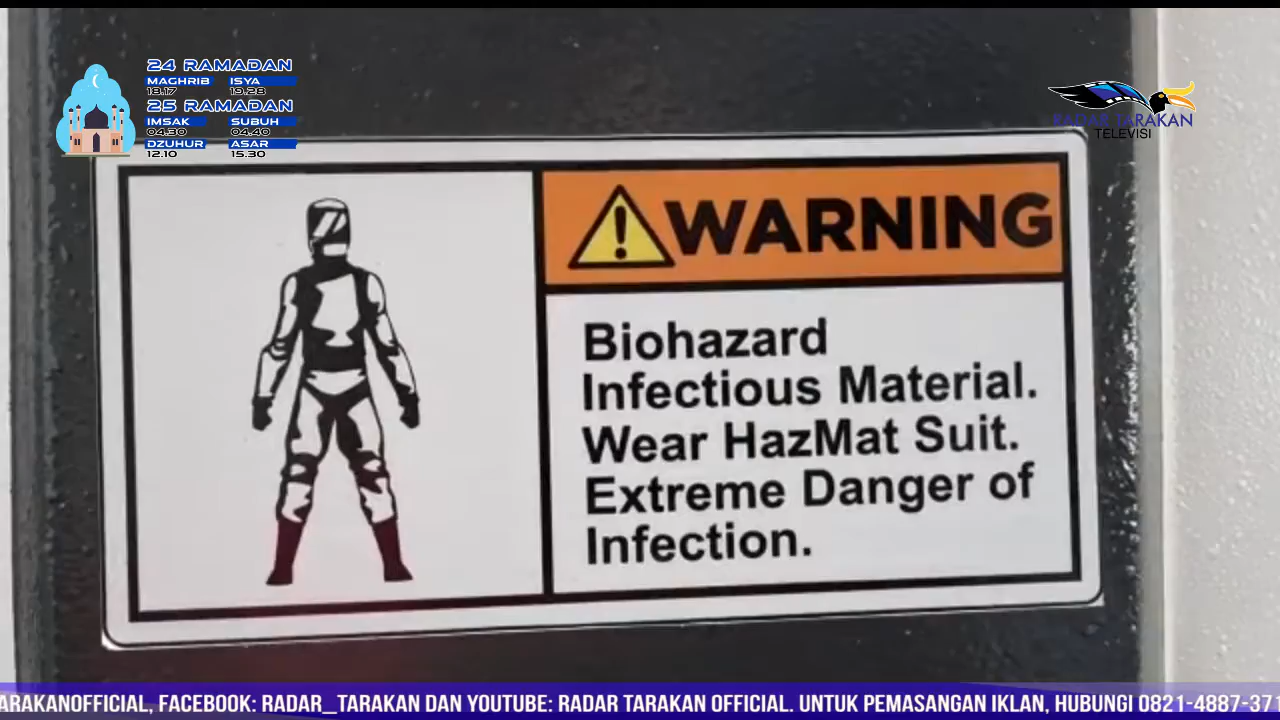 24 RAMADAN
MAGHRIB ISYA
18.17 19.28
25 RAMADAN
IMSAK SUBUH
04.30 04.40
DZUHUR ASAR
12.10 15.30
RADAR TARAKAN
TELEVISI
WARNING
Biohazard
Infectious Material.
Wear HazMat Suit.
Extreme Danger of
Infection.
ARAKANOFFICIAL, FACEBOOK: RADAR_TARAKAN DAN YOUTUBE: RADAR TARAKAN OFFICIAL. UNTUK PEMASANGAN IKLAN, HUBUNGI 0821-4887-37